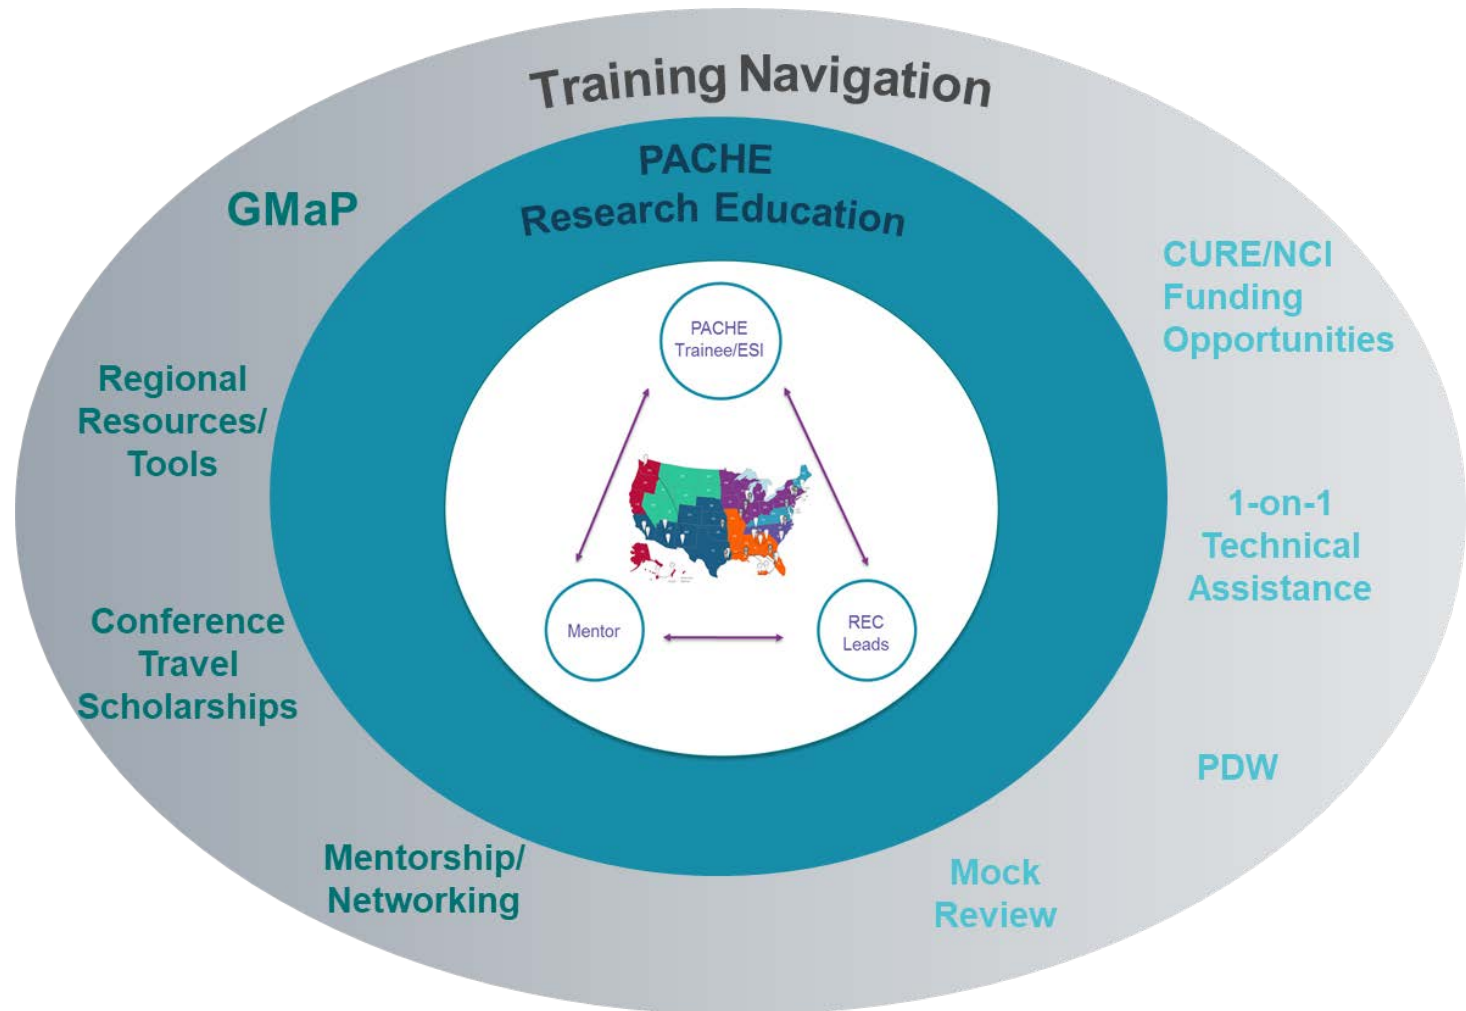 Training Navigation
PACHE
Research Education
GMaP
Regional
Resources/
Tools
Conference
Travel
Scholarships
Mentorship/
Networking
PACHE
Trainee/ESI
Mentor
REC
Leads
CURE/NCI
Funding
Opportunities
1-on-1
Technical
Assistance
PDW
Mock
Review